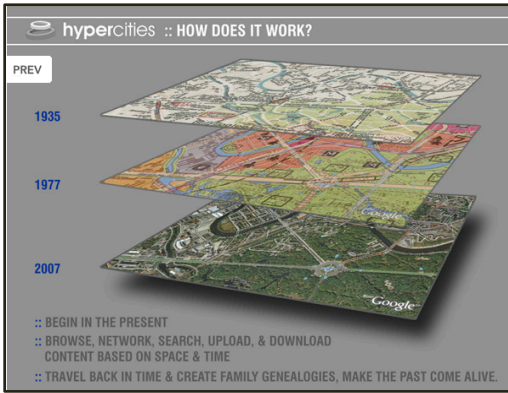 hypercities :: HOW DOES IT WORK?
PREV
1935
1977
Google
2007
Google
:: BEGIN IN THE PRESENT
:: BROWSE, NETWORK, SEARCH, UPLOAD, & DOWNLOAD
CONTENT BASED ON SPACE & TIME
:: TRAVEL BACK IN TIME & CREATE FAMILY GENEALOGIES, MAKE THE PAST COME ALIVE.